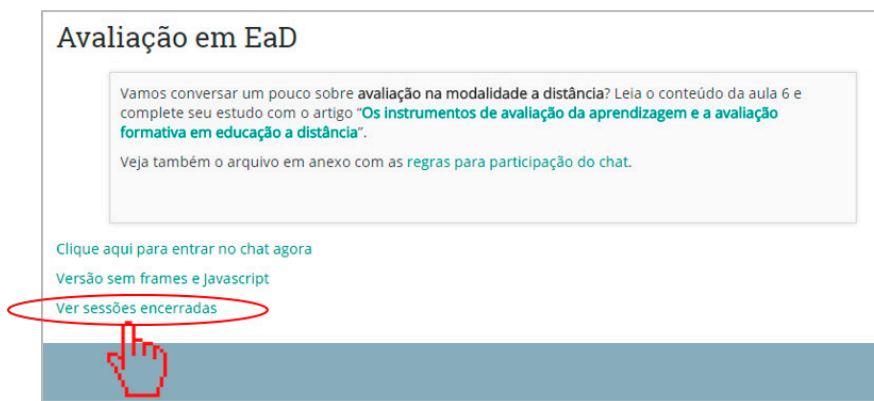 Avaliação em EaD
Vamos conversar um pouco sobre avaliação na modalidade a distância? Leia o conteúdo da aula 6 e
complete seu estudo com o artigo “Os instrumentos de avaliação da aprendizagem e a avaliação
formativa em educação a distância”.
Veja também o arquivo em anexo com as regras para participação do chat.
Clique aqui para entrar no chat agora
Versão sem frames e Javascript
Ver sessões encerradas